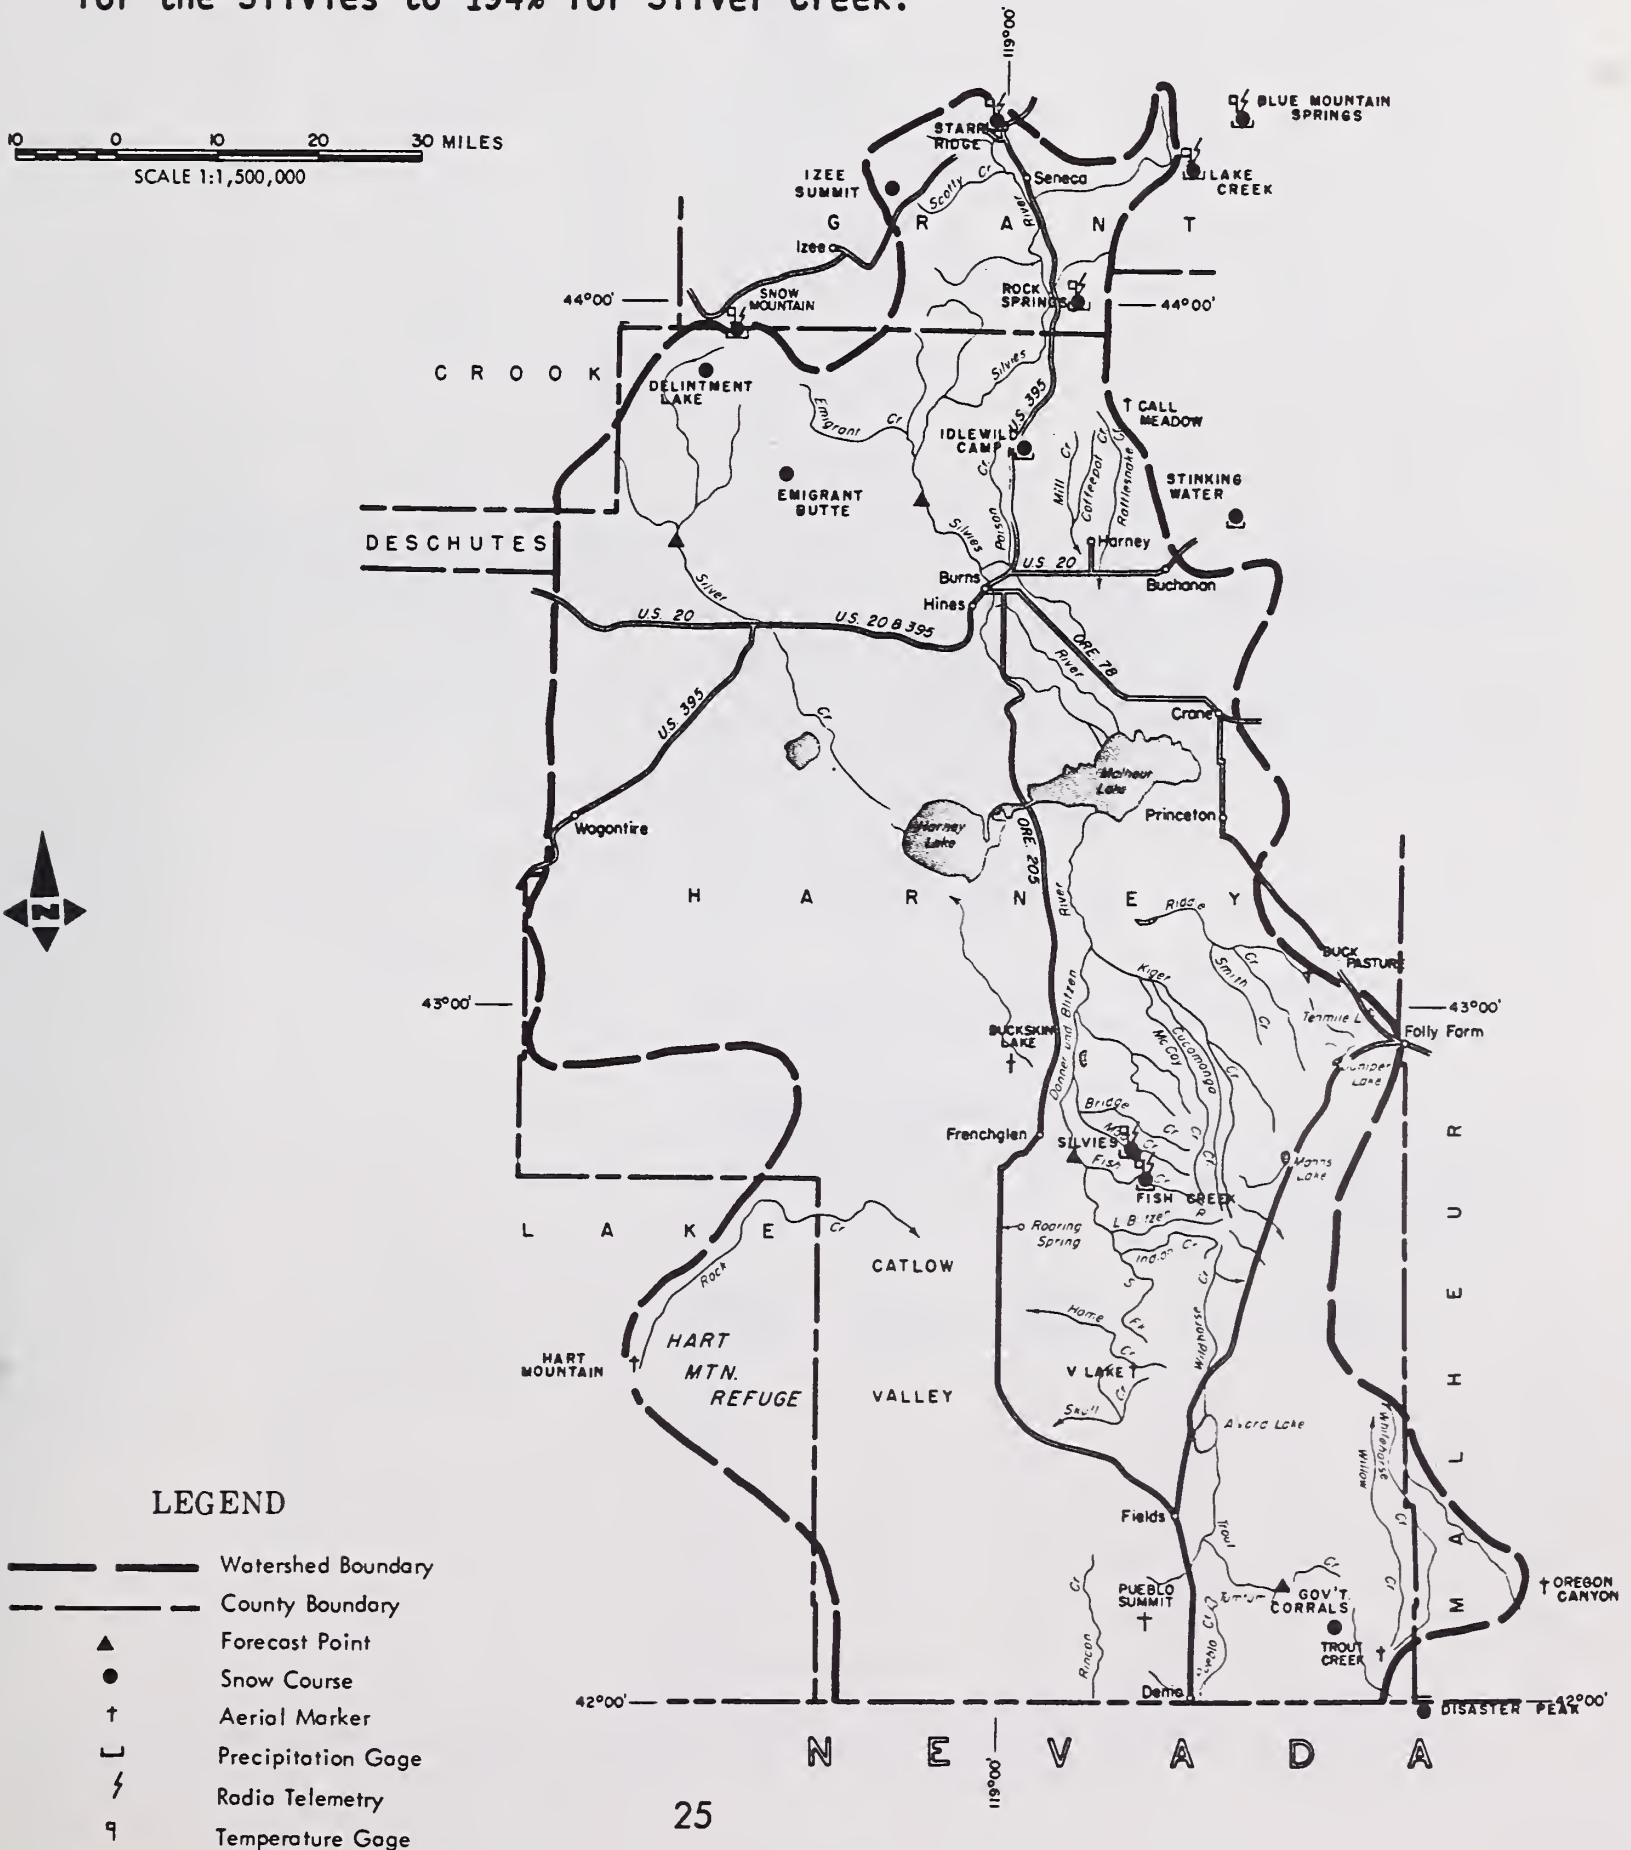 for the Silvies to 194% for Silver Creek.
119°00'
10 0 10 20 30 MILES
SCALE 1:1,500,000
BLUE MOUNTAIN
SPRINGS
STARR
RIDGE
LAKE
CREEK
IZEE
SUMMIT
Scotty Cr
Seneca
River
G R A N T
Izee
SNOW
MOUNTAIN
ROCK
SPRINGS
44°00'
44°00'
C R O O K
DELINTMENT
LAKE
Silvies
U.S. 395
Emigrant Cr
CALL
MEADOW
IDLEWILD
CAMP
EMIGRANT
BUTTE
Mill Cr
Coffeepot Cr
Rattlesnake Cr
STINKING
WATER
DESCHUTES
Silvies
Poison Cr
Harney
U.S. 20
Burns
Buchanan
Hines
Silver
U.S. 20
U.S. 20 & 395
ORE. 78
River
U.S. 395
Cr
Crane
Malheur
Lake
Princeton
Wagontire
Harney
Lake
ORE. 205
H A R N E Y
River
Ridge
BUCK
PASTURE
Kiger
Smith
Cr
Cr
43°00'
43°00'
Tenmile L
Folly Farm
BUCKSKIN
LAKE
Donner und Blitzen
McCoy
Cucamonga
Cr
Juniper
Lake
Bridge
Cr
Frenchglen
SILVIES
Fish
Cr
Manns
Lake
FISH CREEK
L A K E
Cr
Roaring
Spring
L Blitzen R
Indian Cr
CATLOW
Rock
S
Fk
Home
Cr
Wildhorse
Cr
HART
MOUNTAIN
HART
MTN.
REFUGE
V LAKE
VALLEY
Skull
Cr
Alvord Lake
Whitehorse
Willow
Cr
Cr
M A L H E U R
LEGEND
Fields
Trout
Cr
Watershed Boundary
County Boundary
Forecast Point
Snow Course
Aerial Marker
Precipitation Gage
Radio Telemetry
Temperature Gage
PUEBLO
SUMMIT
GOV'T.
CORRALS
OREGON
CANYON
Rincon
Cr
Pueblo Cr
TROUT
CREEK
Denio
42°00'
42°00'
DISASTER PEAK
N E V A D A
119°00'
25